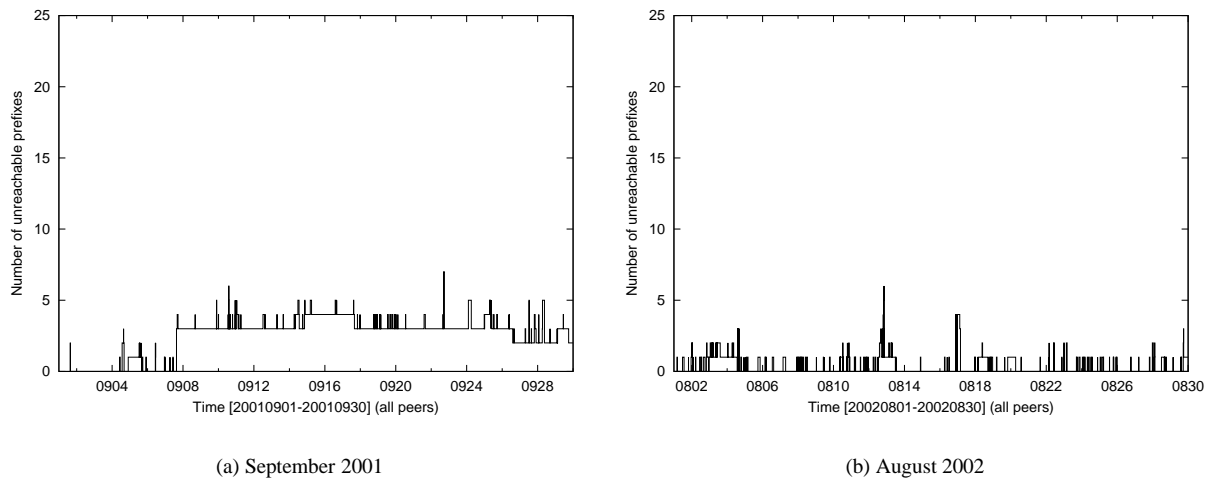 Number of unreachable prefixes
25
20
15
10
5
0
0904 0908 0912 0916 0920 0924 0928
Time [20010901-20010930] (all peers)
(a) September 2001
Number of unreachable prefixes
25
20
15
10
5
0
0802 0806 0810 0814 0818 0822 0826 0830
Time [20020801-20020830] (all peers)
(b) August 2002